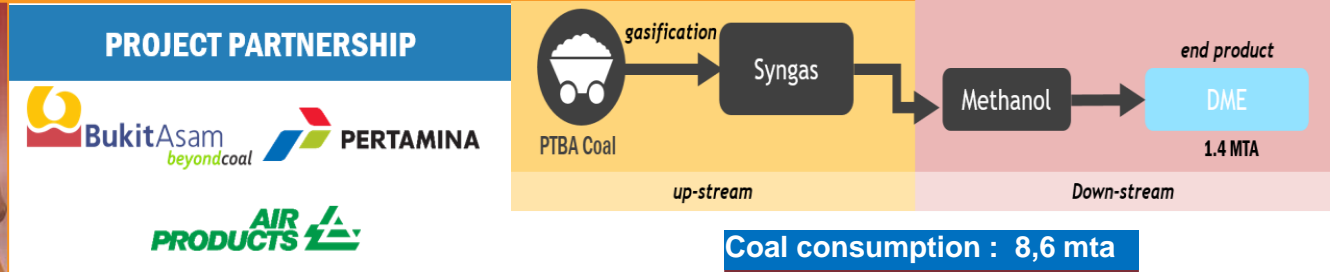 PROJECT PARTNERSHIP
BukitAsam
beyondcoal
PERTAMINA
AIR
PRODUCTS
gasification
Syngas
PTBA Coal
up-stream
end product
Methanol
DME
1.4 MTA
Down-stream
Coal consumption : 8,6 mta